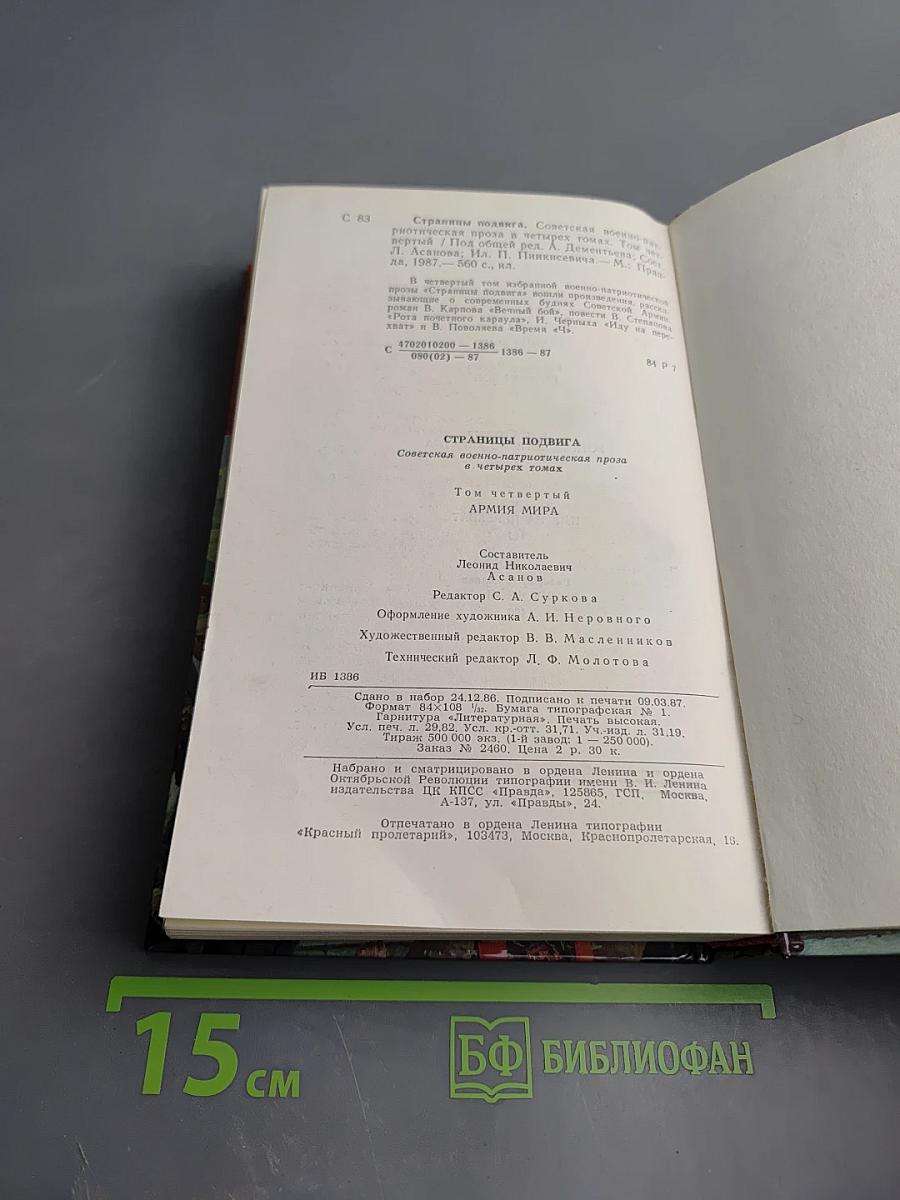 С 83
Страницы подвига. Советская военно-пат-
риотическая проза в четырех томах. Том чет-
вертый / Под общей ред. А. Дементьева; Сост.
Л. Асанова; Ил. П. Пинкисевича.— М.: Прав-
да, 1987.— 560 с., ил.
В четвертый том избранной военно-патриотической
прозы «Страницы подвига» вошли произведения, расска-
зывающие о современных буднях Советской Армии:
роман В. Карпова «Вечный бой», повести В. Степанова
«Рота почетного караула», И. Черныха «Иду на пере-
хват» и В. Поволяева «Время «Ч».
С 4702010200 — 1386
080(02) — 87
1386 — 87
84 Р 7
СТРАНИЦЫ ПОДВИГА
Советская военно-патриотическая проза
в четырех томах
Том четвертый
АРМИЯ МИРА
Составитель
Леонид Николаевич
Асанов
Редактор С. А. Суркова
Оформление художника А. И. Неровного
Художественный редактор В. В. Масленников
Технический редактор Л. Ф. Молотова
ИБ 1386
Сдано в набор 24.12.86. Подписано к печати 09.03.87.
Формат 84×108 1/32. Бумага типографская № 1.
Гарнитура «Литературная». Печать высокая.
Усл. печ. л. 29,82. Усл. кр.-отт. 31,71. Уч.-изд. л. 31,19.
Тираж 500 000 экз. (1-й завод: 1 — 250 000).
Заказ № 2460. Цена 2 р. 30 к.
Набрано и сматрицировано в ордена Ленина и ордена
Октябрьской Революции типографии имени В. И. Ленина
издательства ЦК КПСС «Правда», 125865, ГСП, Москва,
А-137, ул. «Правды», 24.
Отпечатано в ордена Ленина типографии
«Красный пролетарий», 103473, Москва, Краснопролетарская, 16.
15 см
БФ БИБЛИОФАН